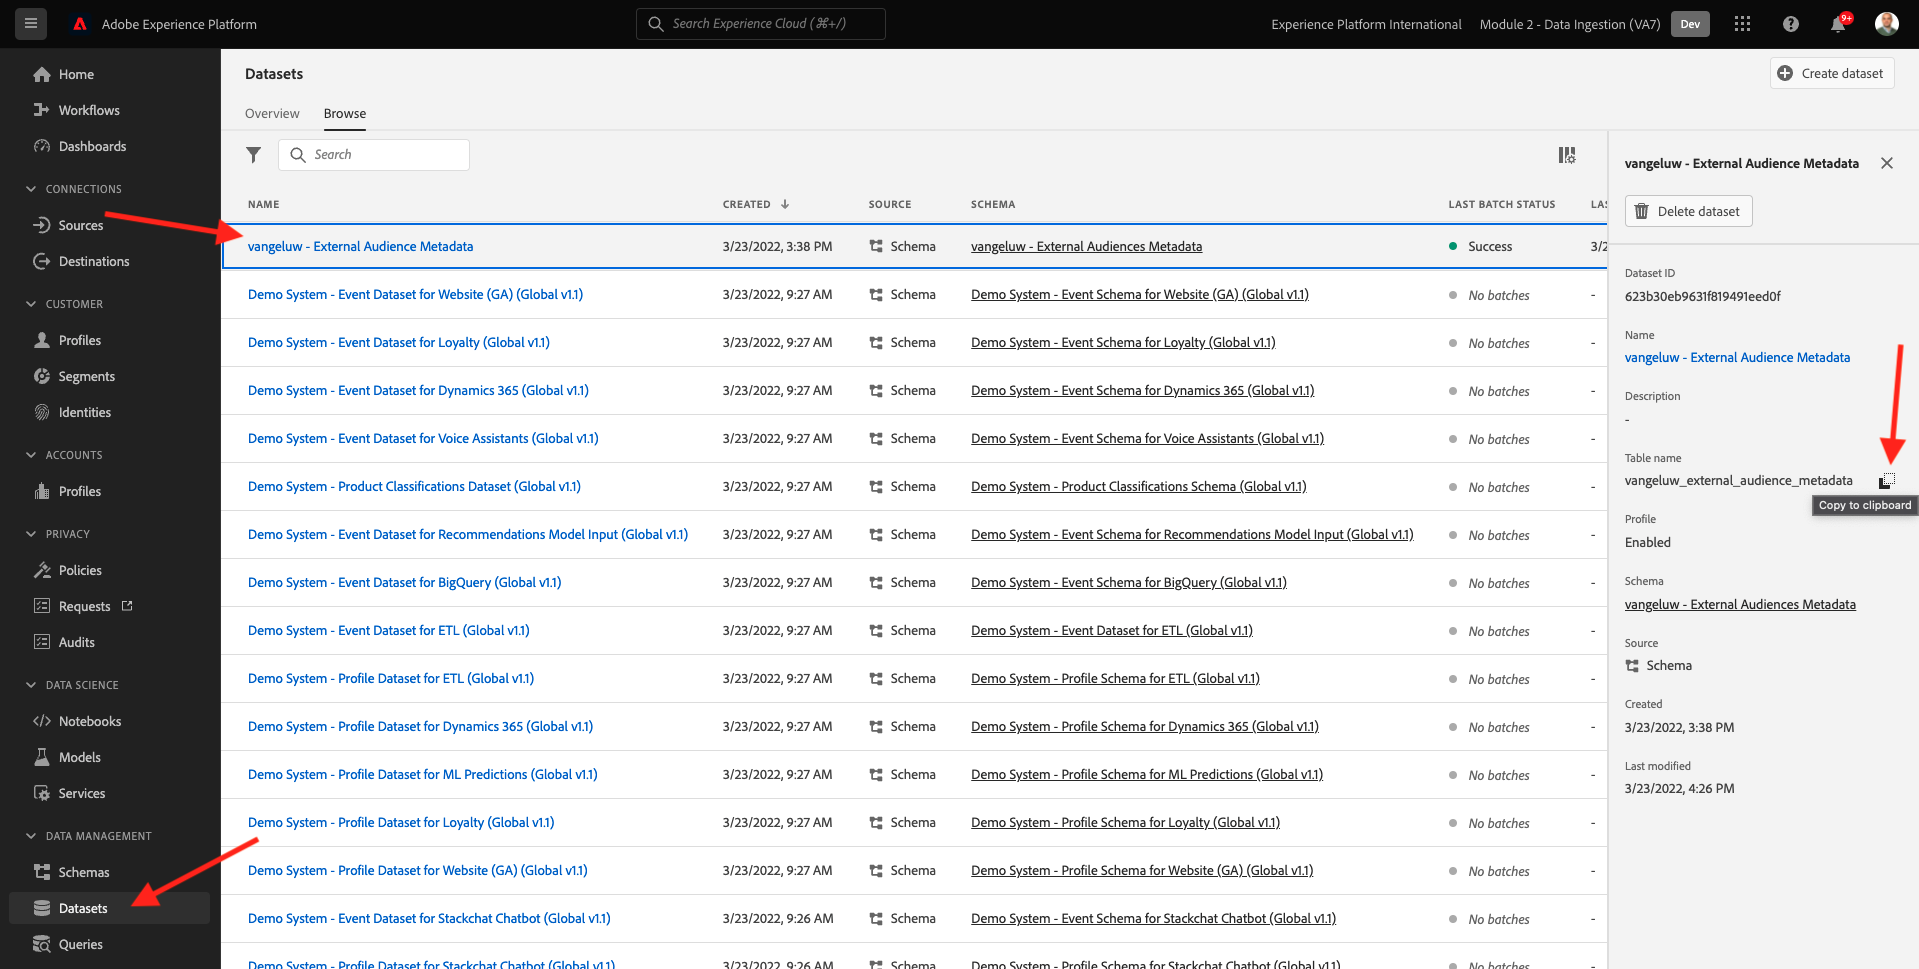 Adobe Experience Platform
Search Experience Cloud (⌘+/)
Experience Platform International
Module 2 - Data Ingestion (VA7)
Dev
9+
Home
Workflows
Dashboards
CONNECTIONS
Sources
Destinations
CUSTOMER
Profiles
Segments
Identities
ACCOUNTS
Profiles
PRIVACY
Policies
Requests
Audits
DATA SCIENCE
Notebooks
Models
Services
DATA MANAGEMENT
Schemas
Datasets
Queries
Datasets
Create dataset
Overview Browse
Search
NAME CREATED SOURCE SCHEMA LAST BATCH STATUS LAS
vangeluw - External Audience Metadata 3/23/2022, 3:38 PM Schema vangeluw - External Audiences Metadata Success 3/2
Demo System - Event Dataset for Website (GA) (Global v1.1) 3/23/2022, 9:27 AM Schema Demo System - Event Schema for Website (GA) (Global v1.1) No batches -
Demo System - Event Dataset for Loyalty (Global v1.1) 3/23/2022, 9:27 AM Schema Demo System - Event Schema for Loyalty (Global v1.1) No batches -
Demo System - Event Dataset for Dynamics 365 (Global v1.1) 3/23/2022, 9:27 AM Schema Demo System - Event Schema for Dynamics 365 (Global v1.1) No batches -
Demo System - Event Dataset for Voice Assistants (Global v1.1) 3/23/2022, 9:27 AM Schema Demo System - Event Schema for Voice Assistants (Global v1.1) No batches -
Demo System - Product Classifications Dataset (Global v1.1) 3/23/2022, 9:27 AM Schema Demo System - Product Classifications Schema (Global v1.1) No batches -
Demo System - Event Dataset for Recommendations Model Input (Global v1.1) 3/23/2022, 9:27 AM Schema Demo System - Event Schema for Recommendations Model Input (Global v1.1) No batches -
Demo System - Event Dataset for BigQuery (Global v1.1) 3/23/2022, 9:27 AM Schema Demo System - Event Schema for BigQuery (Global v1.1) No batches -
Demo System - Event Dataset for ETL (Global v1.1) 3/23/2022, 9:27 AM Schema Demo System - Event Dataset for ETL (Global v1.1) No batches -
Demo System - Profile Dataset for ETL (Global v1.1) 3/23/2022, 9:27 AM Schema Demo System - Profile Schema for ETL (Global v1.1) No batches -
Demo System - Profile Dataset for Dynamics 365 (Global v1.1) 3/23/2022, 9:27 AM Schema Demo System - Profile Schema for Dynamics 365 (Global v1.1) No batches -
Demo System - Profile Dataset for ML Predictions (Global v1.1) 3/23/2022, 9:27 AM Schema Demo System - Profile Schema for ML Predictions (Global v1.1) No batches -
Demo System - Profile Dataset for Loyalty (Global v1.1) 3/23/2022, 9:27 AM Schema Demo System - Profile Schema for Loyalty (Global v1.1) No batches -
Demo System - Profile Dataset for Website (GA) (Global v1.1) 3/23/2022, 9:27 AM Schema Demo System - Profile Schema for Website (GA) (Global v1.1) No batches -
Demo System - Event Dataset for Stackchat Chatbot (Global v1.1) 3/23/2022, 9:26 AM Schema Demo System - Event Schema for Stackchat Chatbot (Global v1.1) No batches -
Demo System - Profile Dataset for Stackchat Chatbot (Global v1.1) 3/23/2022, 9:26 AM Schema Demo System - Profile Schema for Stackchat Chatbot (Global v1.1) No batches -
vangeluw - External Audience Metadata
Delete dataset
Dataset ID
623b30eb9631f819491eed0f
Name
vangeluw - External Audience Metadata
Description
-
Table name
vangeluw_external_audience_metadata
Copy to clipboard
Profile
Enabled
Schema
vangeluw - External Audiences Metadata
Source
Schema
Created
3/23/2022, 3:38 PM
Last modified
3/23/2022, 4:26 PM